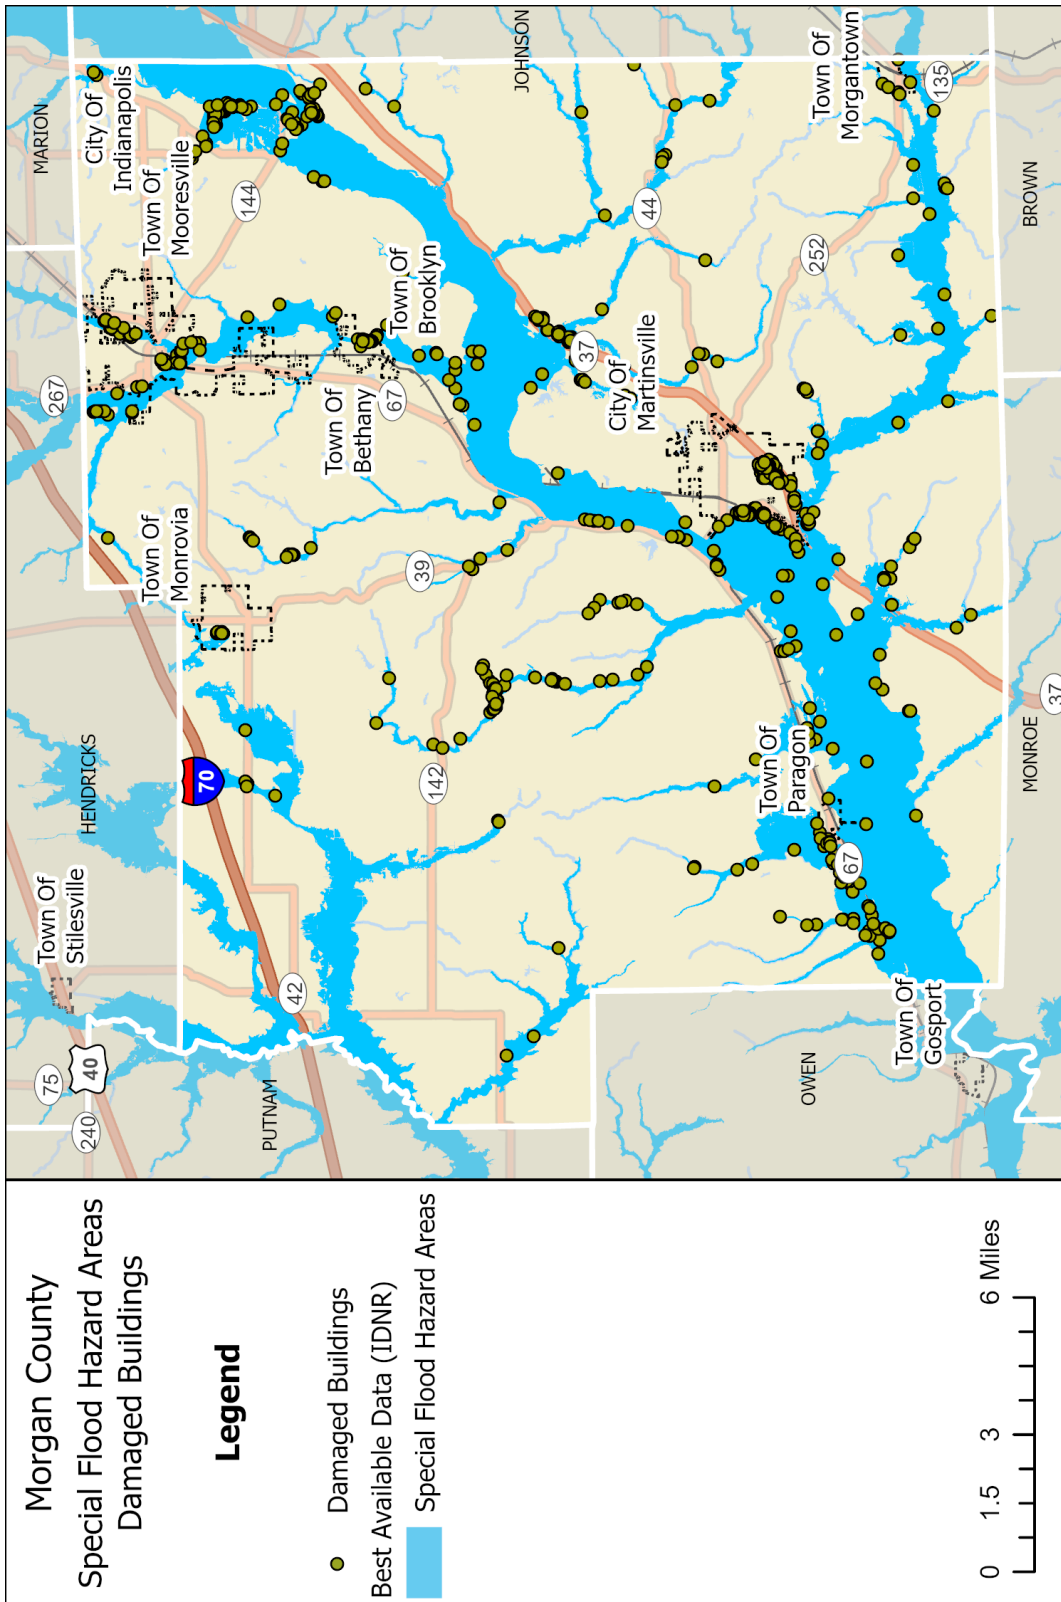 Morgan County
Special Flood Hazard Areas
Damaged Buildings
Legend
Damaged Buildings
Best Available Data (IDNR)
Special Flood Hazard Areas
0
1.5
3
6 Miles
75
240
40
Town Of
Stilesville
HENDRICKS
267
MARION
PUTNAM
42
70
Town Of
Monrovia
Town Of
Mooresville
City Of
Indianapolis
144
142
39
67
Town Of
Bethany
Town Of
Brooklyn
JOHNSON
37
City Of
Martinsville
44
OWEN
Town Of
Gosport
67
Town Of
Paragon
252
Town Of
Morgantown
135
MONROE
37
BROWN